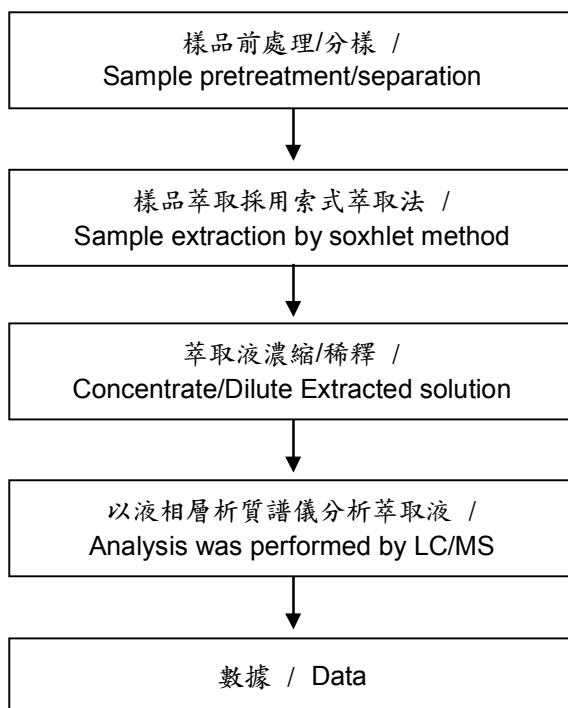 樣品前處理/分樣 /
Sample pretreatment/separation
樣品萃取採用索式萃取法 /
Sample extraction by soxhlet method
萃取液濃縮/稀釋 /
Concentrate/Dilute Extracted solution
以液相層析質譜儀分析萃取液 /
Analysis was performed by LC/MS
數據 / Data